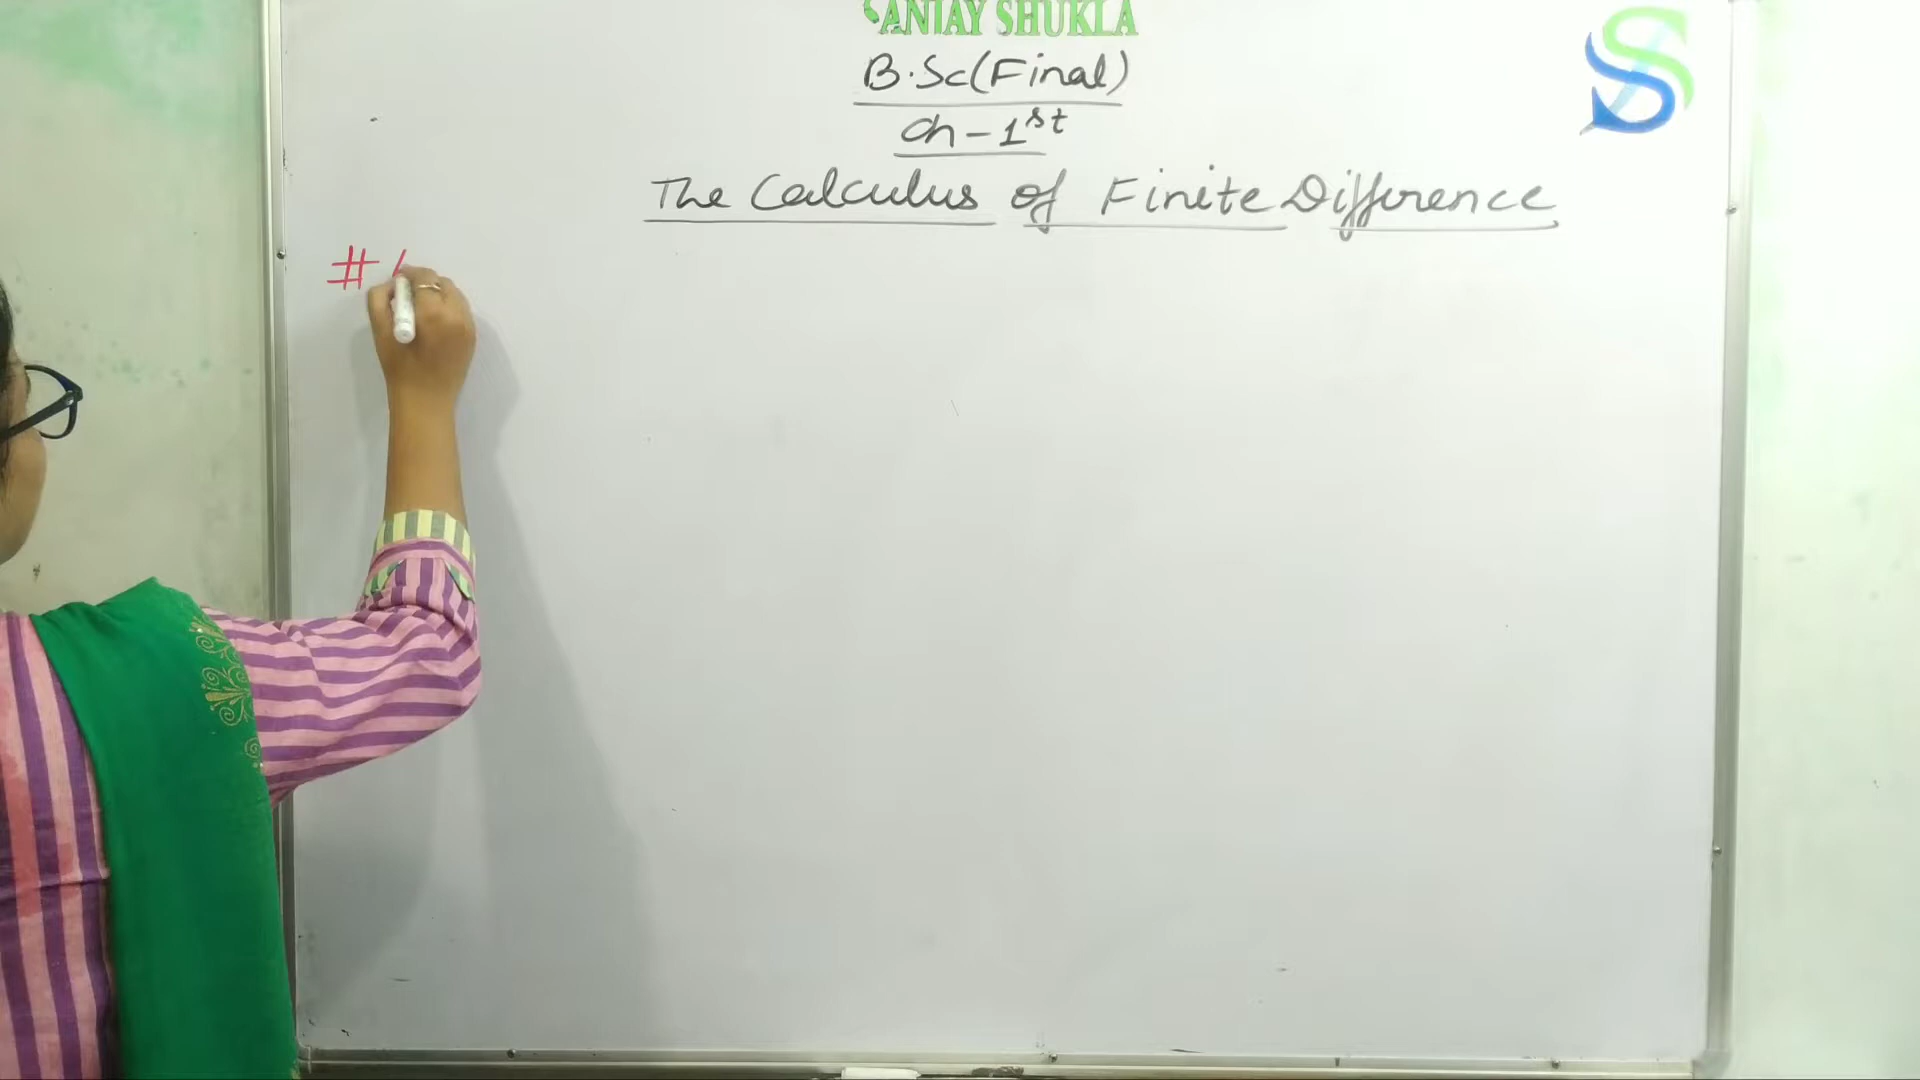 SANJAY SHUKLA
B.Sc(Final)
Ch-1st
The Calculus of Finite Difference
#